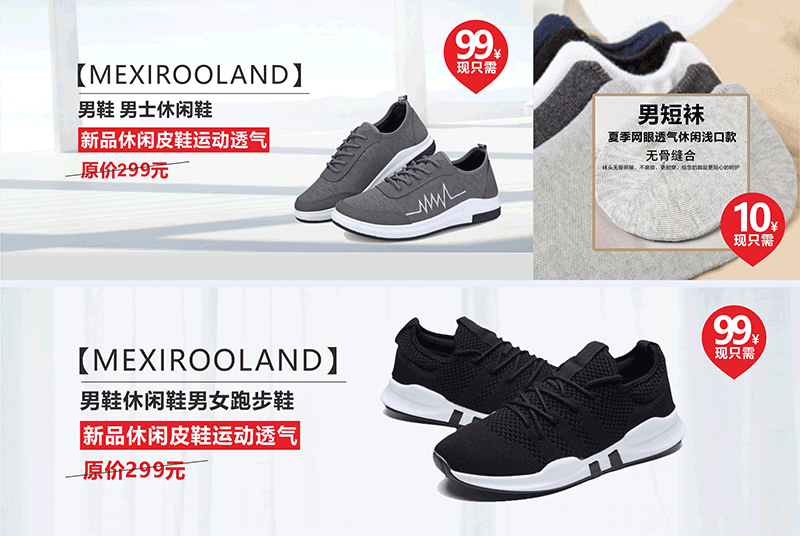 【MEXIROOLAND】
男鞋 男士休闲鞋
新品休闲皮鞋运动透气
原价299元
99¥
现只需
男短袜
夏季网眼透气休闲浅口款
无骨缝合
10¥
现只需
【MEXIROOLAND】
男鞋休闲鞋男女跑步鞋
新品休闲皮鞋运动透气
原价299元
99¥
现只需